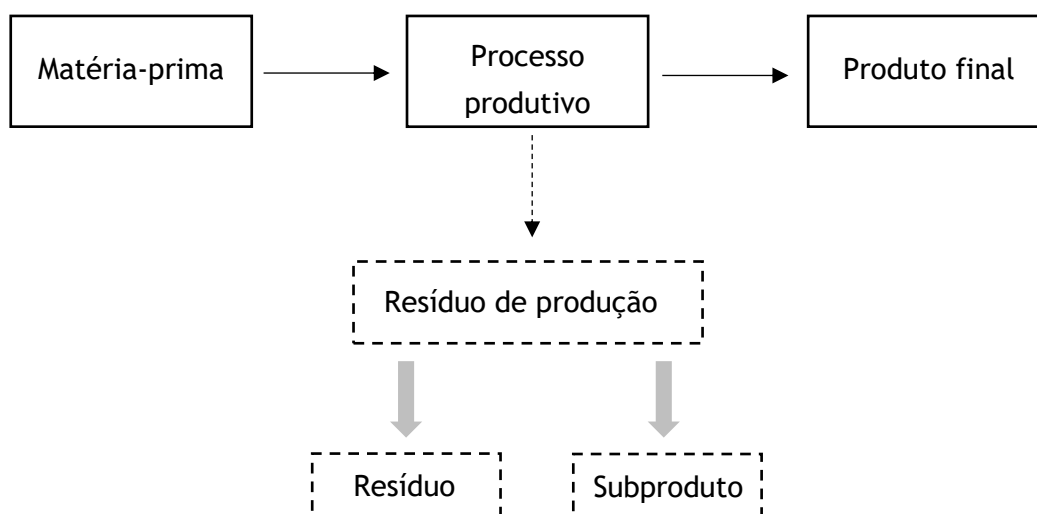 Matéria-prima
Processo
produtivo
Produto final
Resíduo de produção
Resíduo
Subproduto